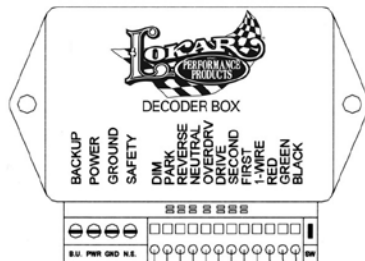 LOKAR
PERFORMANCE
PRODUCTS
DECODER BOX
BACKUP
POWER
GROUND
SAFETY
DIM
PARK
REVERSE
NEUTRAL
OVERDRV
DRIVE
SECOND
FIRST
1-WIRE
RED
GREEN
BLACK
B.U. PWR GND N.S. SW